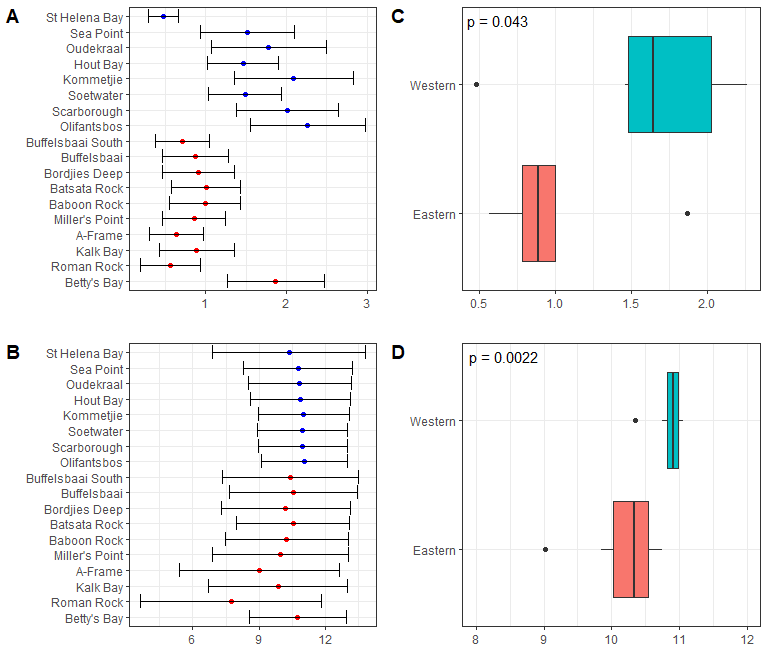 A
St Helena Bay
Sea Point
Oudekraal
Hout Bay
Kommetjie
Soetwater
Scarborough
Olifantsbos
Buffelsbaai South
Buffelsbaai
Bordjies Deep
Batsata Rock
Baboon Rock
Miller's Point
A-Frame
Kalk Bay
Roman Rock
Betty's Bay
1 2 3
C
p = 0.043
Western
Eastern
0.5 1.0 1.5 2.0
B
St Helena Bay
Sea Point
Oudekraal
Hout Bay
Kommetjie
Soetwater
Scarborough
Olifantsbos
Buffelsbaai South
Buffelsbaai
Bordjies Deep
Batsata Rock
Baboon Rock
Miller's Point
A-Frame
Kalk Bay
Roman Rock
Betty's Bay
6 9 12
D
p = 0.0022
Western
Eastern
8 9 10 11 12